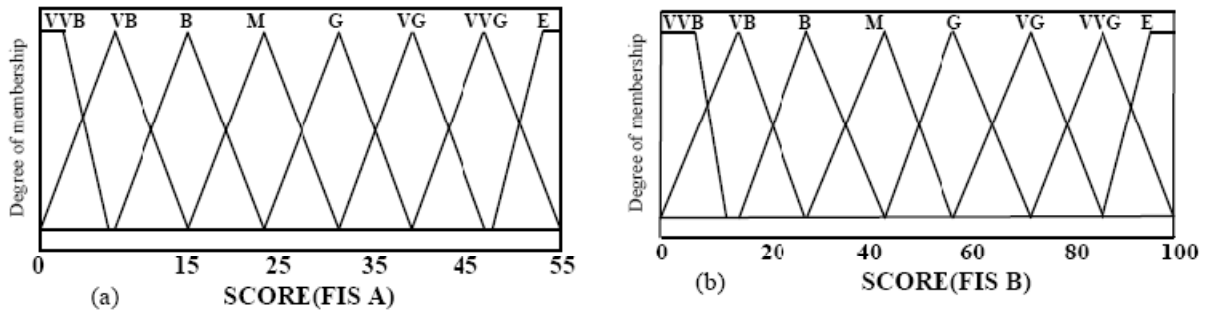 VVB VB B M G VG VVG E
Degree of membership
0 15 25 35 45 55
(a) SCORE(FIS A)
VVB VB B M G VG VVG E
Degree of membership
0 20 40 60 80 100
(b) SCORE(FIS B)